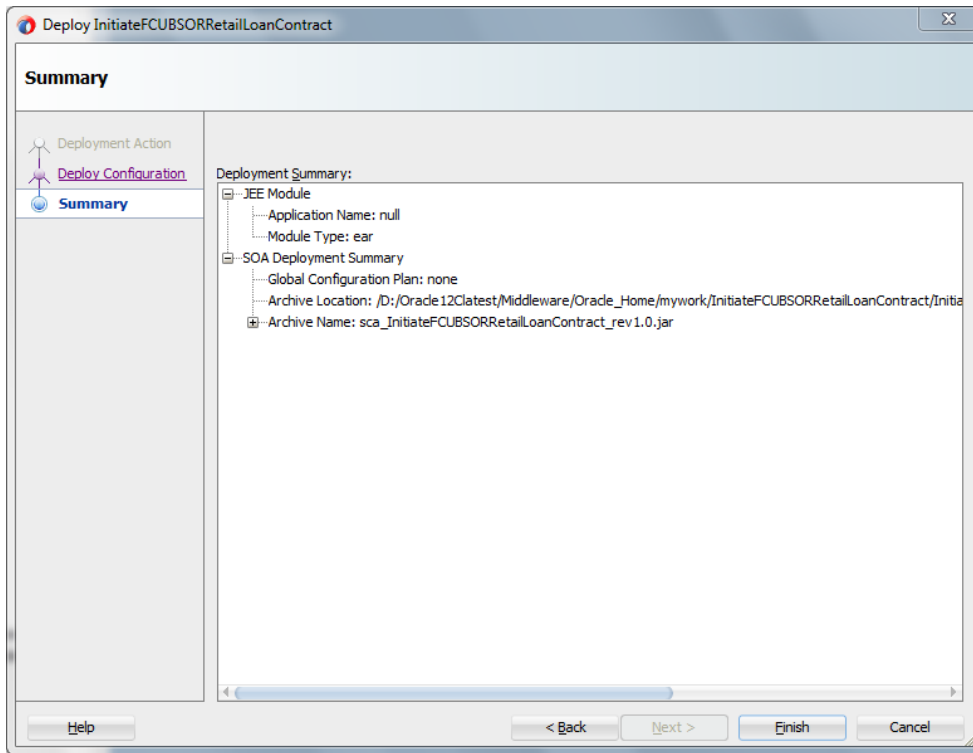 Deploy InitiateFCUBSORRetailLoanContract
Summary
Deployment Action
Deploy Configuration
Summary
Deployment Summary:
JEE Module
Application Name: null
Module Type: ear
SOA Deployment Summary
Global Configuration Plan: none
Archive Location: /D:/Oracle12Clatest/Middleware/Oracle_Home/mywork/InitiateFCUBSORRetailLoanContract/Initia
Archive Name: sca_InitiateFCUBSORRetailLoanContract_rev1.0.jar
Help
< Back
Next >
Finish
Cancel